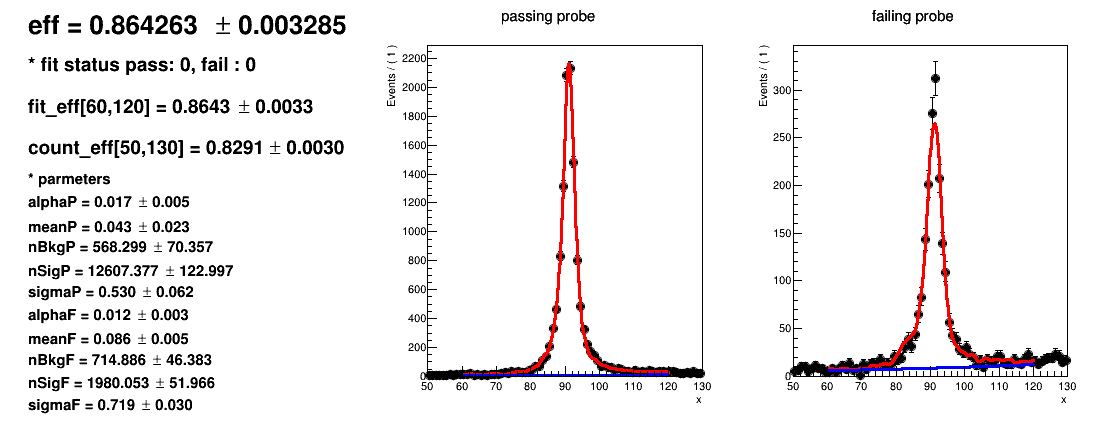 eff = 0.864263 ± 0.003285
* fit status pass: 0, fail : 0
fit_eff[60,120] = 0.8643 ± 0.0033
count_eff[50,130] = 0.8291 ± 0.0030
* parmeters
alphaP = 0.017 ± 0.005
meanP = 0.043 ± 0.023
nBkgP = 568.299 ± 70.357
nSigP = 12607.377 ± 122.997
sigmaP = 0.530 ± 0.062
alphaF = 0.012 ± 0.003
meanF = 0.086 ± 0.005
nBkgF = 714.886 ± 46.383
nSigF = 1980.053 ± 51.966
sigmaF = 0.719 ± 0.030
passing probe
Events / ( 1 )
2200
2000
1800
1600
1400
1200
1000
800
600
400
200
0
50 60 70 80 90 100 110 120 130
x
failing probe
Events / ( 1 )
300
250
200
150
100
50
0
50 60 70 80 90 100 110 120 130
x